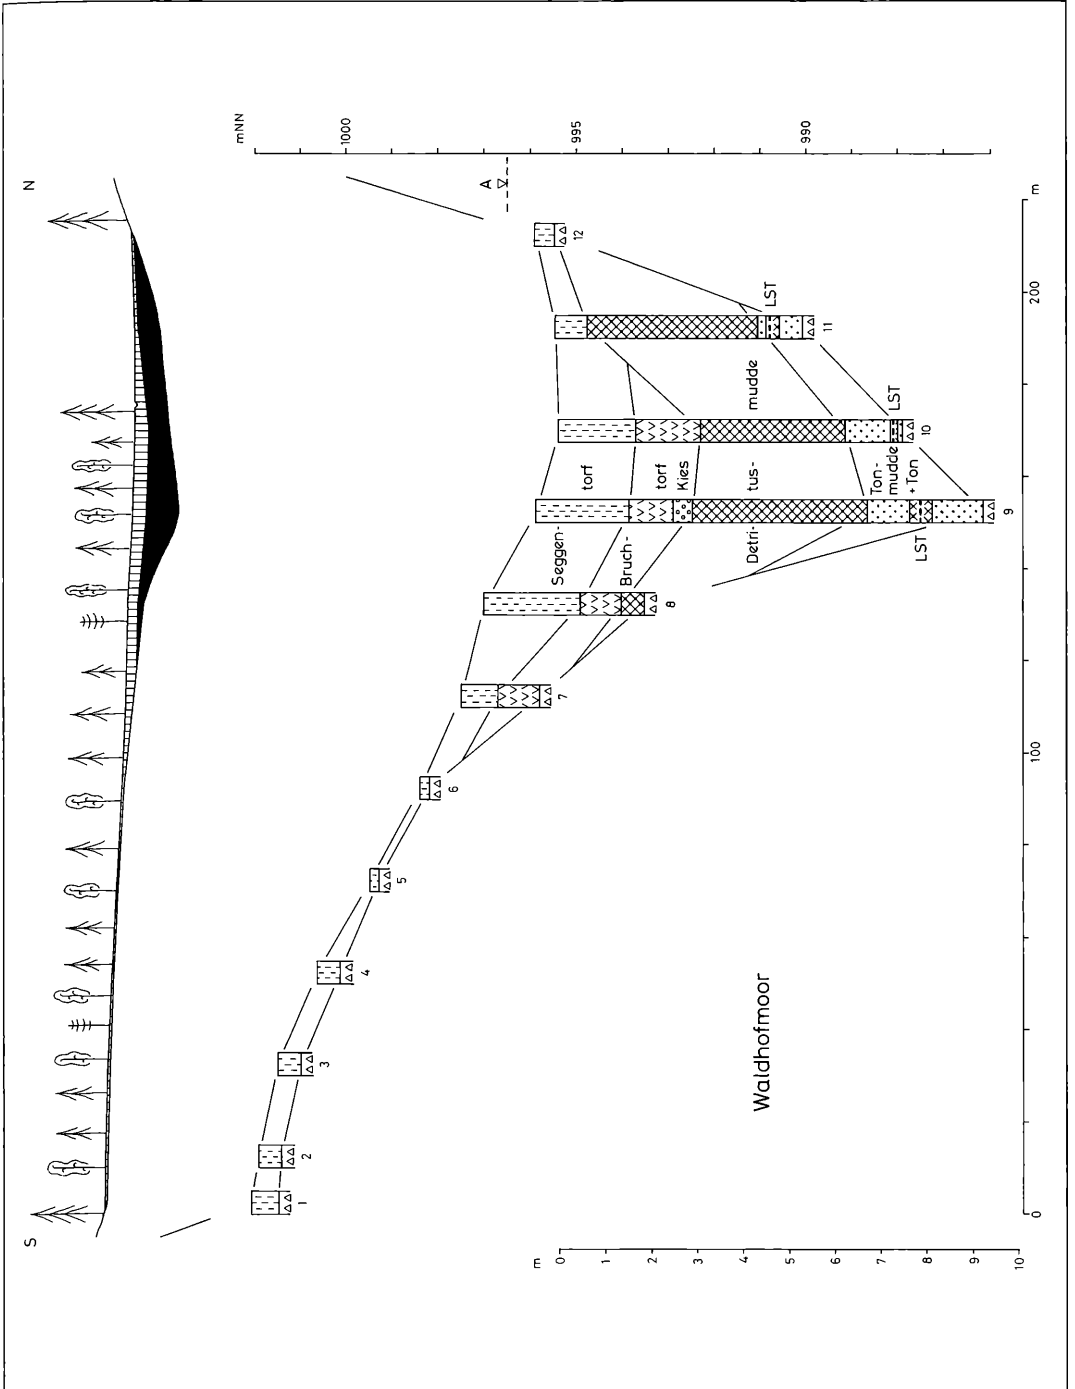 S
N
mNN
1000
995
990
A
1
2
3
4
5
6
7
8
9
10
11
12
Seggen- torf
Bruch- torf
Kies
Detri- tus- mudde
Ton-
mudde
+ Ton
LST
LST
LST
Waldhofmoor
m
0
1
2
3
4
5
6
7
8
9
10
0
100
200
m